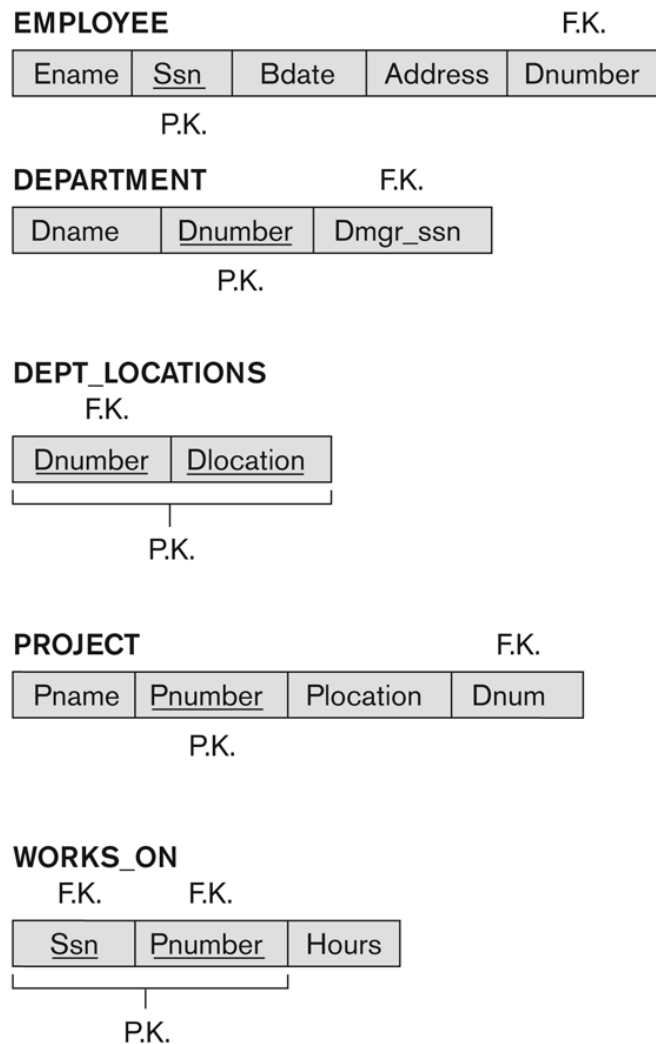 EMPLOYEE F.K.
Ename Ssn Bdate Address Dnumber
P.K.
DEPARTMENT F.K.
Dname Dnumber Dmgr_ssn
P.K.
DEPT_LOCATIONS
F.K.
Dnumber Dlocation
P.K.
PROJECT F.K.
Pname Pnumber Plocation Dnum
P.K.
WORKS_ON
F.K. F.K.
Ssn Pnumber Hours
P.K.